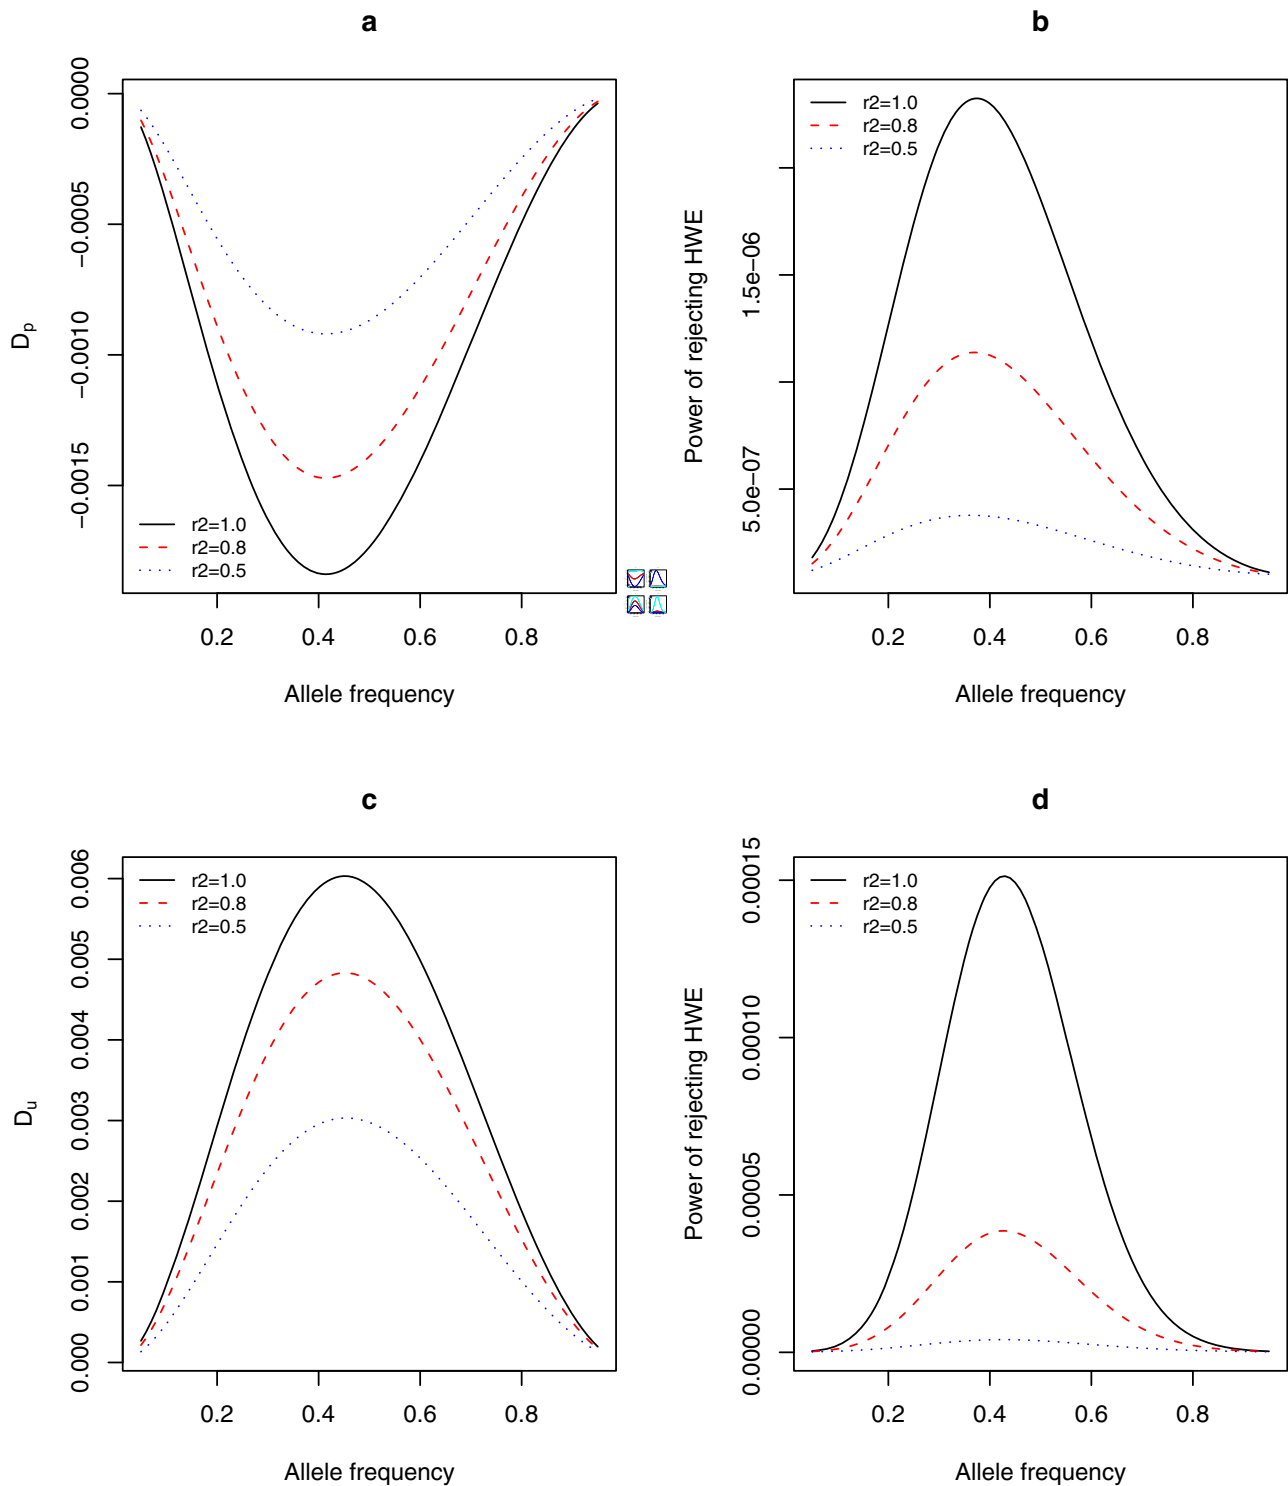 a
0.0000
−0.0005
−0.0010
−0.0015
Dp
r2=1.0
r2=0.8
r2=0.5
0.2
0.4
0.6
0.8
Allele frequency
b
r2=1.0
r2=0.8
r2=0.5
Power of rejecting HWE
1.5e−06
5.0e−07
0.2
0.4
0.6
0.8
Allele frequency
c
r2=1.0
r2=0.8
r2=0.5
0.006
0.005
0.004
0.003
0.002
0.001
0.000
Du
0.2
0.4
0.6
0.8
Allele frequency
d
r2=1.0
r2=0.8
r2=0.5
0.00015
0.00010
0.00005
0.00000
Power of rejecting HWE
0.2
0.4
0.6
0.8
Allele frequency